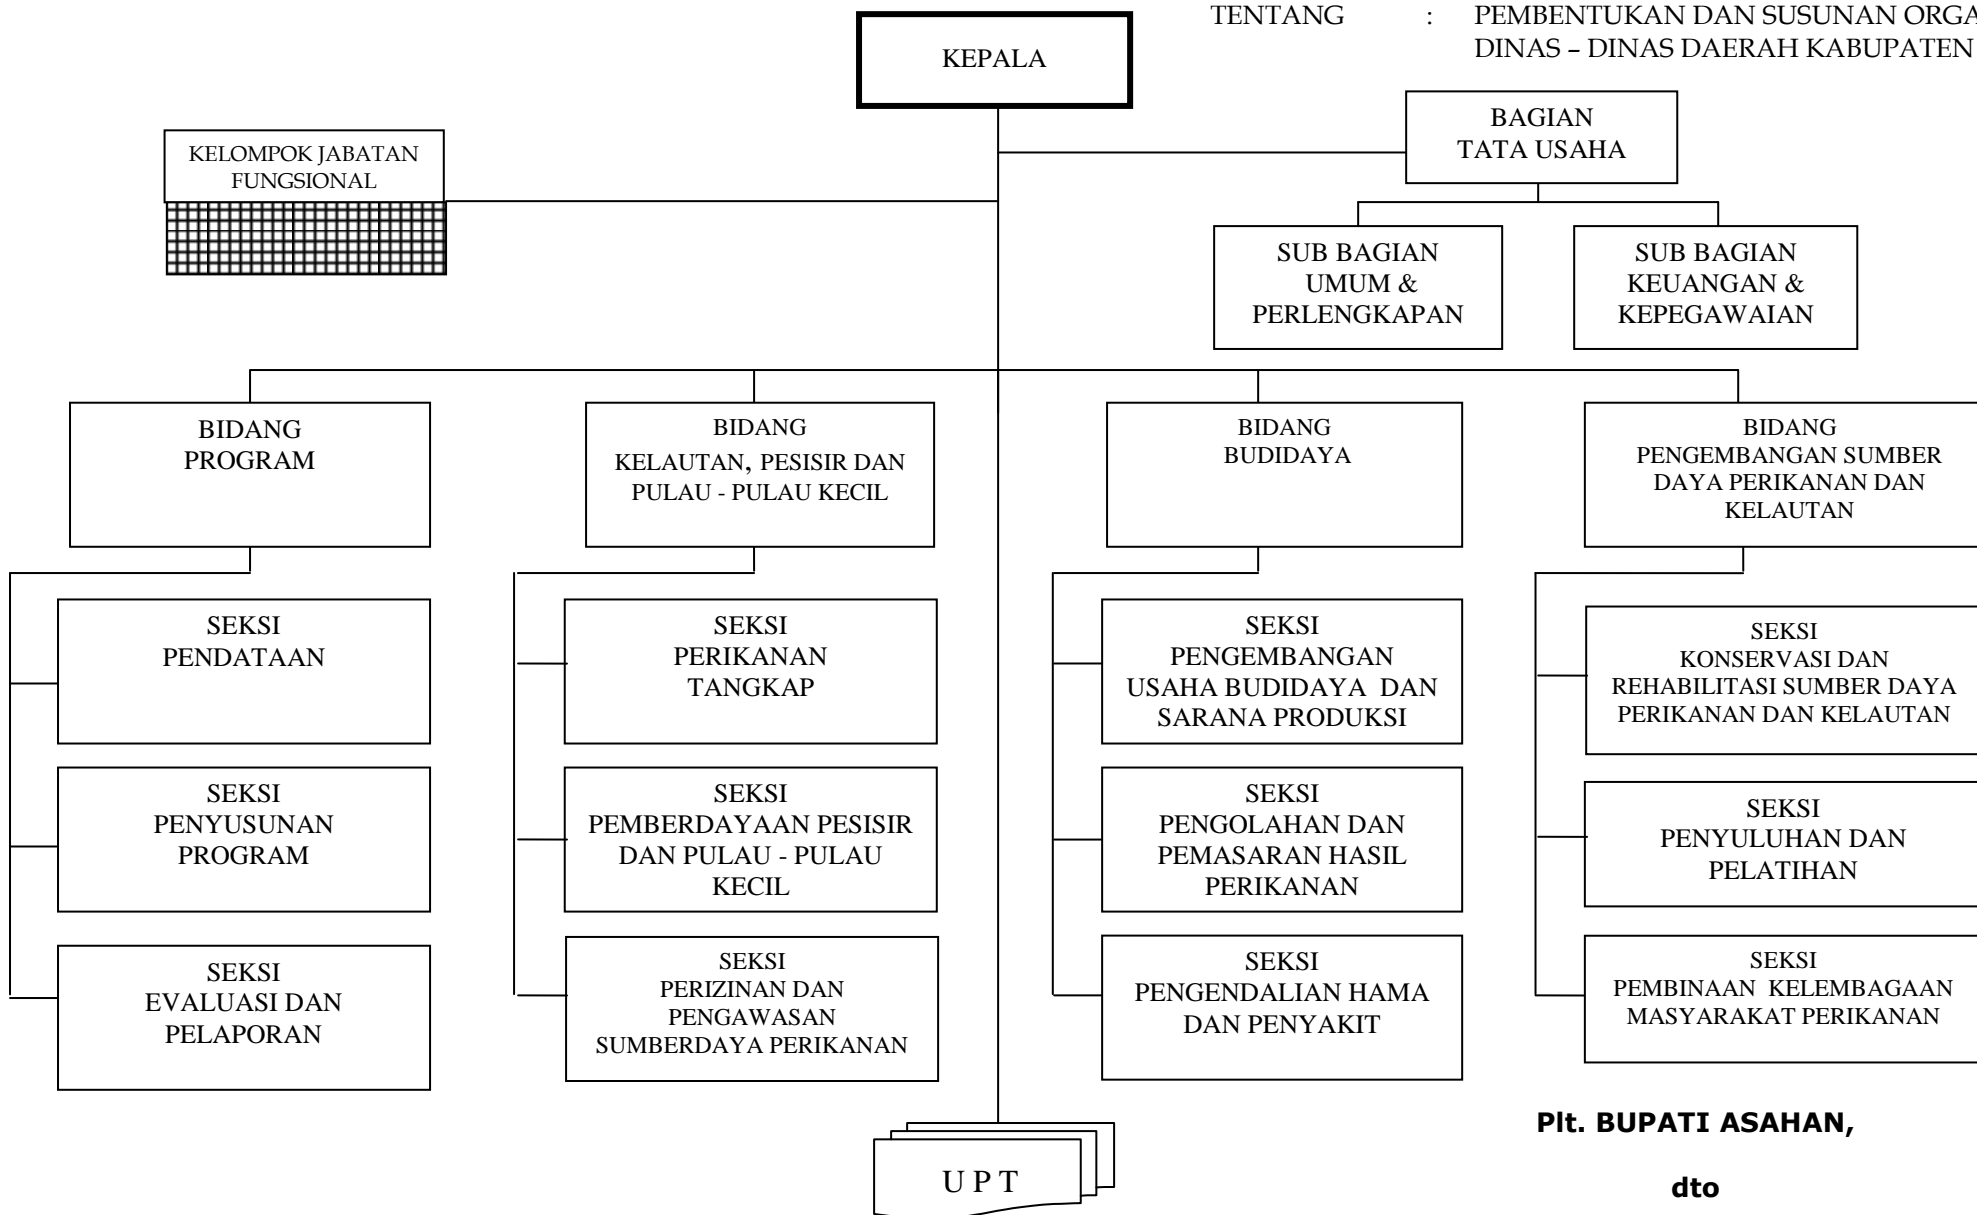 TENTANG : PEMBENTUKAN DAN SUSUNAN ORGA
DINAS – DINAS DAERAH KABUPATEN
KEPALA
BAGIAN
TATA USAHA
KELOMPOK JABATAN
FUNGSIONAL
SUB BAGIAN
UMUM &
PERLENGKAPAN
SUB BAGIAN
KEUANGAN &
KEPEGAWAIAN
BIDANG
PROGRAM
BIDANG
KELAUTAN, PESISIR DAN
PULAU - PULAU KECIL
BIDANG
BUDIDAYA
BIDANG
PENGEMBANGAN SUMBER
DAYA PERIKANAN DAN
KELAUTAN
SEKSI
PENDATAAN
SEKSI
PERIKANAN
TANGKAP
SEKSI
PENGEMBANGAN
USAHA BUDIDAYA DAN
SARANA PRODUKSI
SEKSI
KONSERVASI DAN
REHABILITASI SUMBER DAYA
PERIKANAN DAN KELAUTAN
SEKSI
PENYUSUNAN
PROGRAM
SEKSI
PEMBERDAYAAN PESISIR
DAN PULAU - PULAU
KECIL
SEKSI
PENGOLAHAN DAN
PEMASARAN HASIL
PERIKANAN
SEKSI
PENYULUHAN DAN
PELATIHAN
SEKSI
EVALUASI DAN
PELAPORAN
SEKSI
PERIZINAN DAN
PENGAWASAN
SUMBERDAYA PERIKANAN
SEKSI
PENGENDALIAN HAMA
DAN PENYAKIT
SEKSI
PEMBINAAN KELEMBAGAAN
MASYARAKAT PERIKANAN
U P T
Plt. BUPATI ASAHAN,
dto